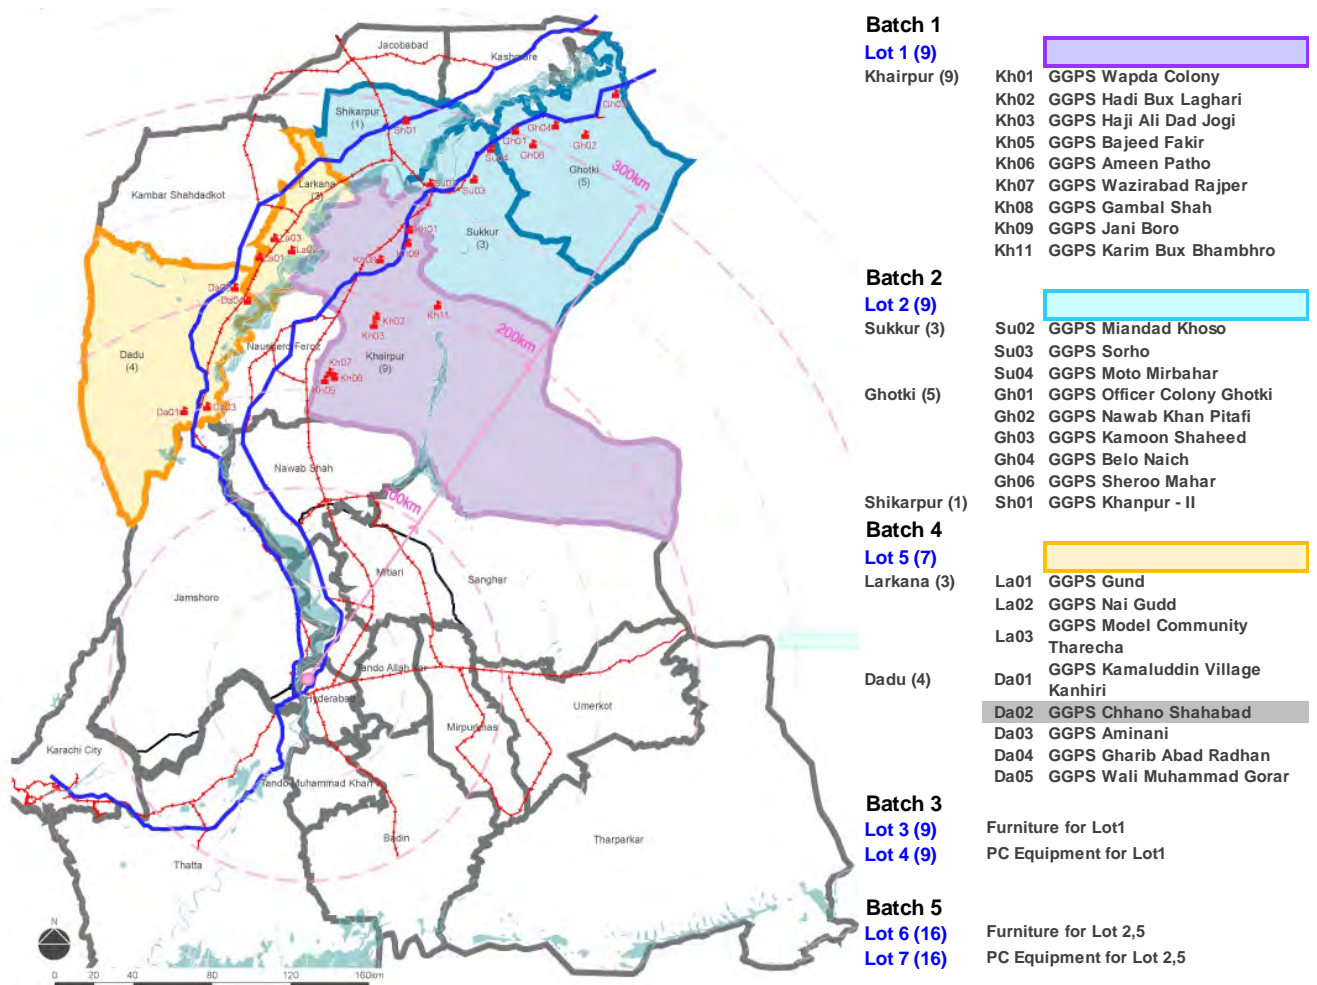 Jacobabad
Kashmore
Shikarpur
(1)
Sh01
Gh03
Gh04
Gh01
Gh02
Gh06
Su04
Ghotki
(5)
300km
Larkana
Kambar Shahdadkot
Su03
Sukkur
(3)
Kh01
Kh09
La03
La02
La01
Da04
Kh11
Kh02
Kh03
200km
Naushero Feroz
Dadu
(4)
Khairpur
(9)
Kh07
Kh06
Kh05
Da01
Da03
Nawab Shah
100km
Mitiari
Sanghar
Jamshoro
Tando Allah Yar
Hyderabad
Umerkot
Mirpurkhas
Karachi City
Tando Muhammad Khan
Badin
Tharparkar
Thatta
N
0 20 40 80 120 160km
Batch 1
Lot 1 (9)
Khairpur (9) Kh01 GGPS Wapda Colony
Kh02 GGPS Hadi Bux Laghari
Kh03 GGPS Haji Ali Dad Jogi
Kh05 GGPS Bajeed Fakir
Kh06 GGPS Ameen Patho
Kh07 GGPS Wazirabad Rajper
Kh08 GGPS Gambal Shah
Kh09 GGPS Jani Boro
Kh11 GGPS Karim Bux Bhambhro
Batch 2
Lot 2 (9)
Sukkur (3) Su02 GGPS Miandad Khoso
Su03 GGPS Sorho
Su04 GGPS Moto Mirbahar
Ghotki (5) Gh01 GGPS Officer Colony Ghotki
Gh02 GGPS Nawab Khan Pitafi
Gh03 GGPS Kamoon Shaheed
Gh04 GGPS Belo Naich
Gh06 GGPS Sheroo Mahar
Shikarpur (1) Sh01 GGPS Khanpur - II
Batch 4
Lot 5 (7)
Larkana (3) La01 GGPS Gund
La02 GGPS Nai Gudd
La03 GGPS Model Community
Tharecha
Dadu (4) Da01 GGPS Kamaluddin Village
Kanhiri
Da02 GGPS Chhano Shahabad
Da03 GGPS Aminani
Da04 GGPS Gharib Abad Radhan
Da05 GGPS Wali Muhammad Gorar
Batch 3
Lot 3 (9) Furniture for Lot1
Lot 4 (9) PC Equipment for Lot1
Batch 5
Lot 6 (16) Furniture for Lot 2,5
Lot 7 (16) PC Equipment for Lot 2,5